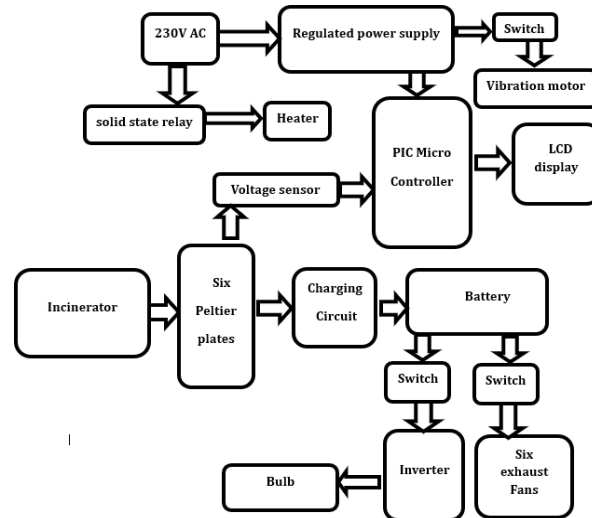 230V AC
Regulated power supply
Switch
Vibration motor
solid state relay
Heater
PIC Micro
Controller
LCD
display
Voltage sensor
Incinerator
Six
Peltier
plates
Charging
Circuit
Battery
Switch
Switch
Bulb
Inverter
Six
exhaust
Fans